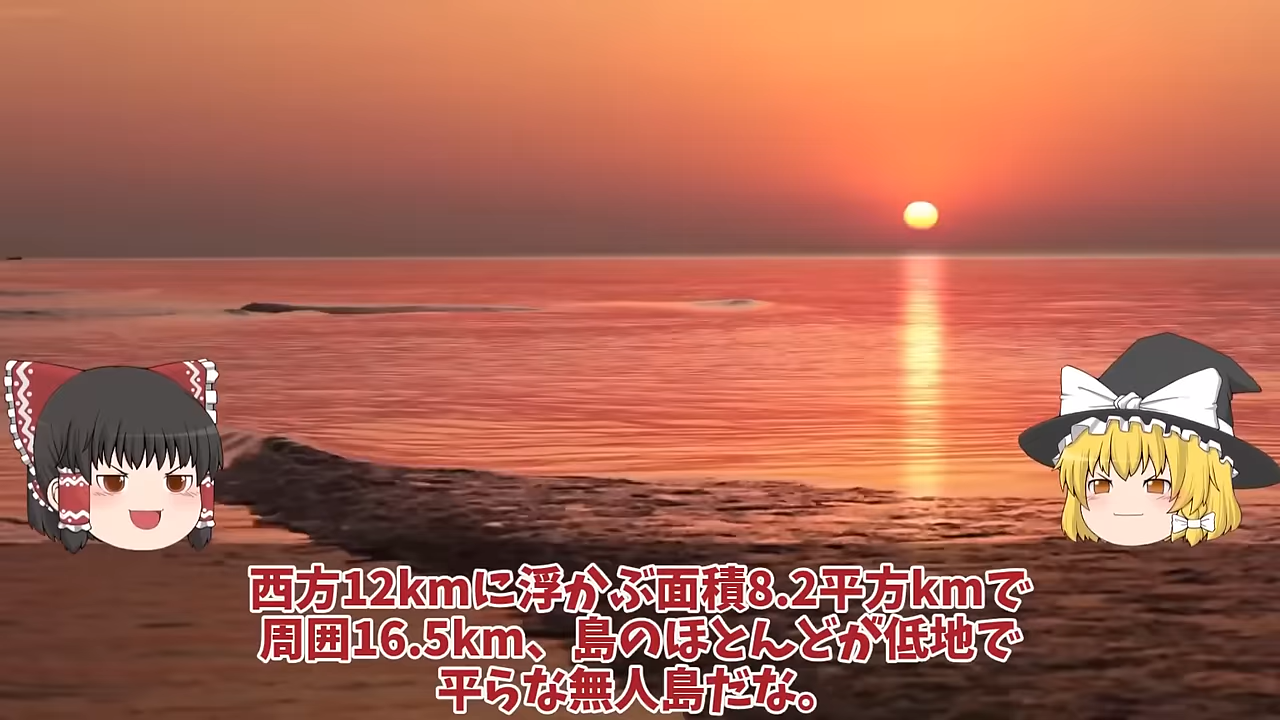 西方12kmに浮かぶ面積8.2平方kmで
周囲16.5km、島のほとんどが低地で
平らな無人島だな。